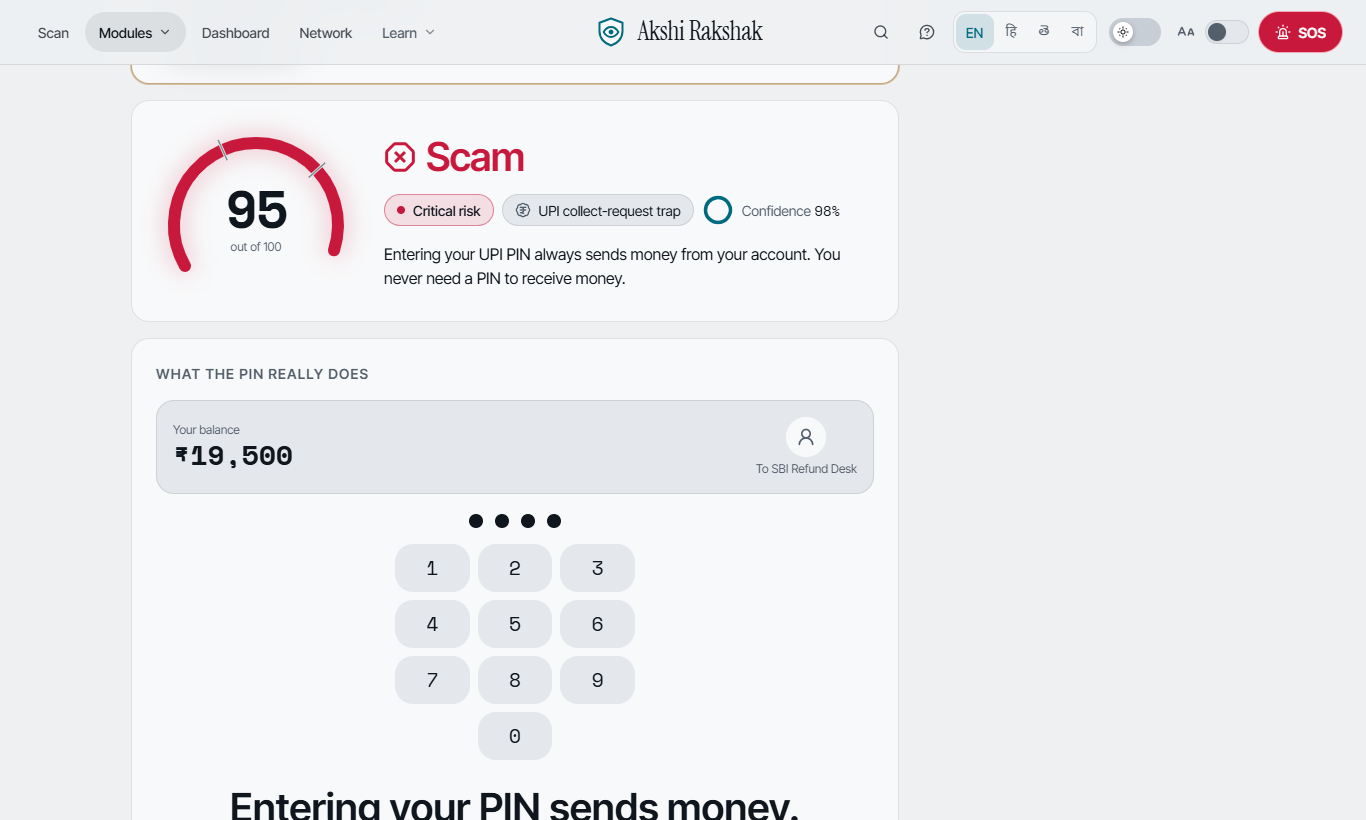 Scan
Modules
Dashboard
Network
Learn
Akshi Rakshak
EN
हि
తె
বা
AA
SOS
95
out of 100
Scam
Critical risk
UPI collect-request trap
Confidence 98%
Entering your UPI PIN always sends money from your account. You
never need a PIN to receive money.
WHAT THE PIN REALLY DOES
Your balance
₹19,500
To SBI Refund Desk
1 2 3
4 5 6
7 8 9
0
Entering your PIN sends money.